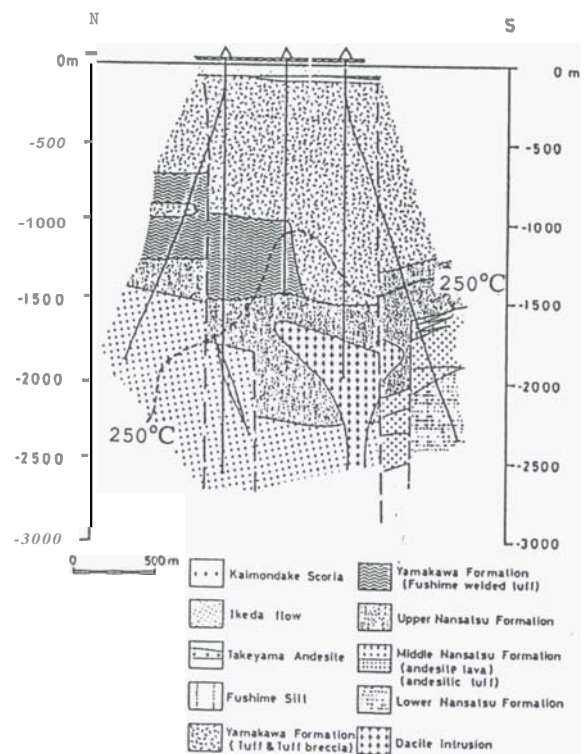 N
S
0m
0 m
-500
-500
-1000
-1000
250°C
-1500
-1500
-2000
-2000
250°C
-2500
-2500
-3000
-3000
0 500m
Kaimondake Scoria
Ikeda flow
Takeyama Andesite
Fushime Sill
Yamakawa Formation
(Tuff & Tuff breccia)
Yamakawa Formation
(Fushime welded tuff)
Upper Nansatsu Formation
Middle Nansatsu Formation
(andesite lava)
(andesitic tuff)
Lower Nansatsu Formation
Dacite Intrusion